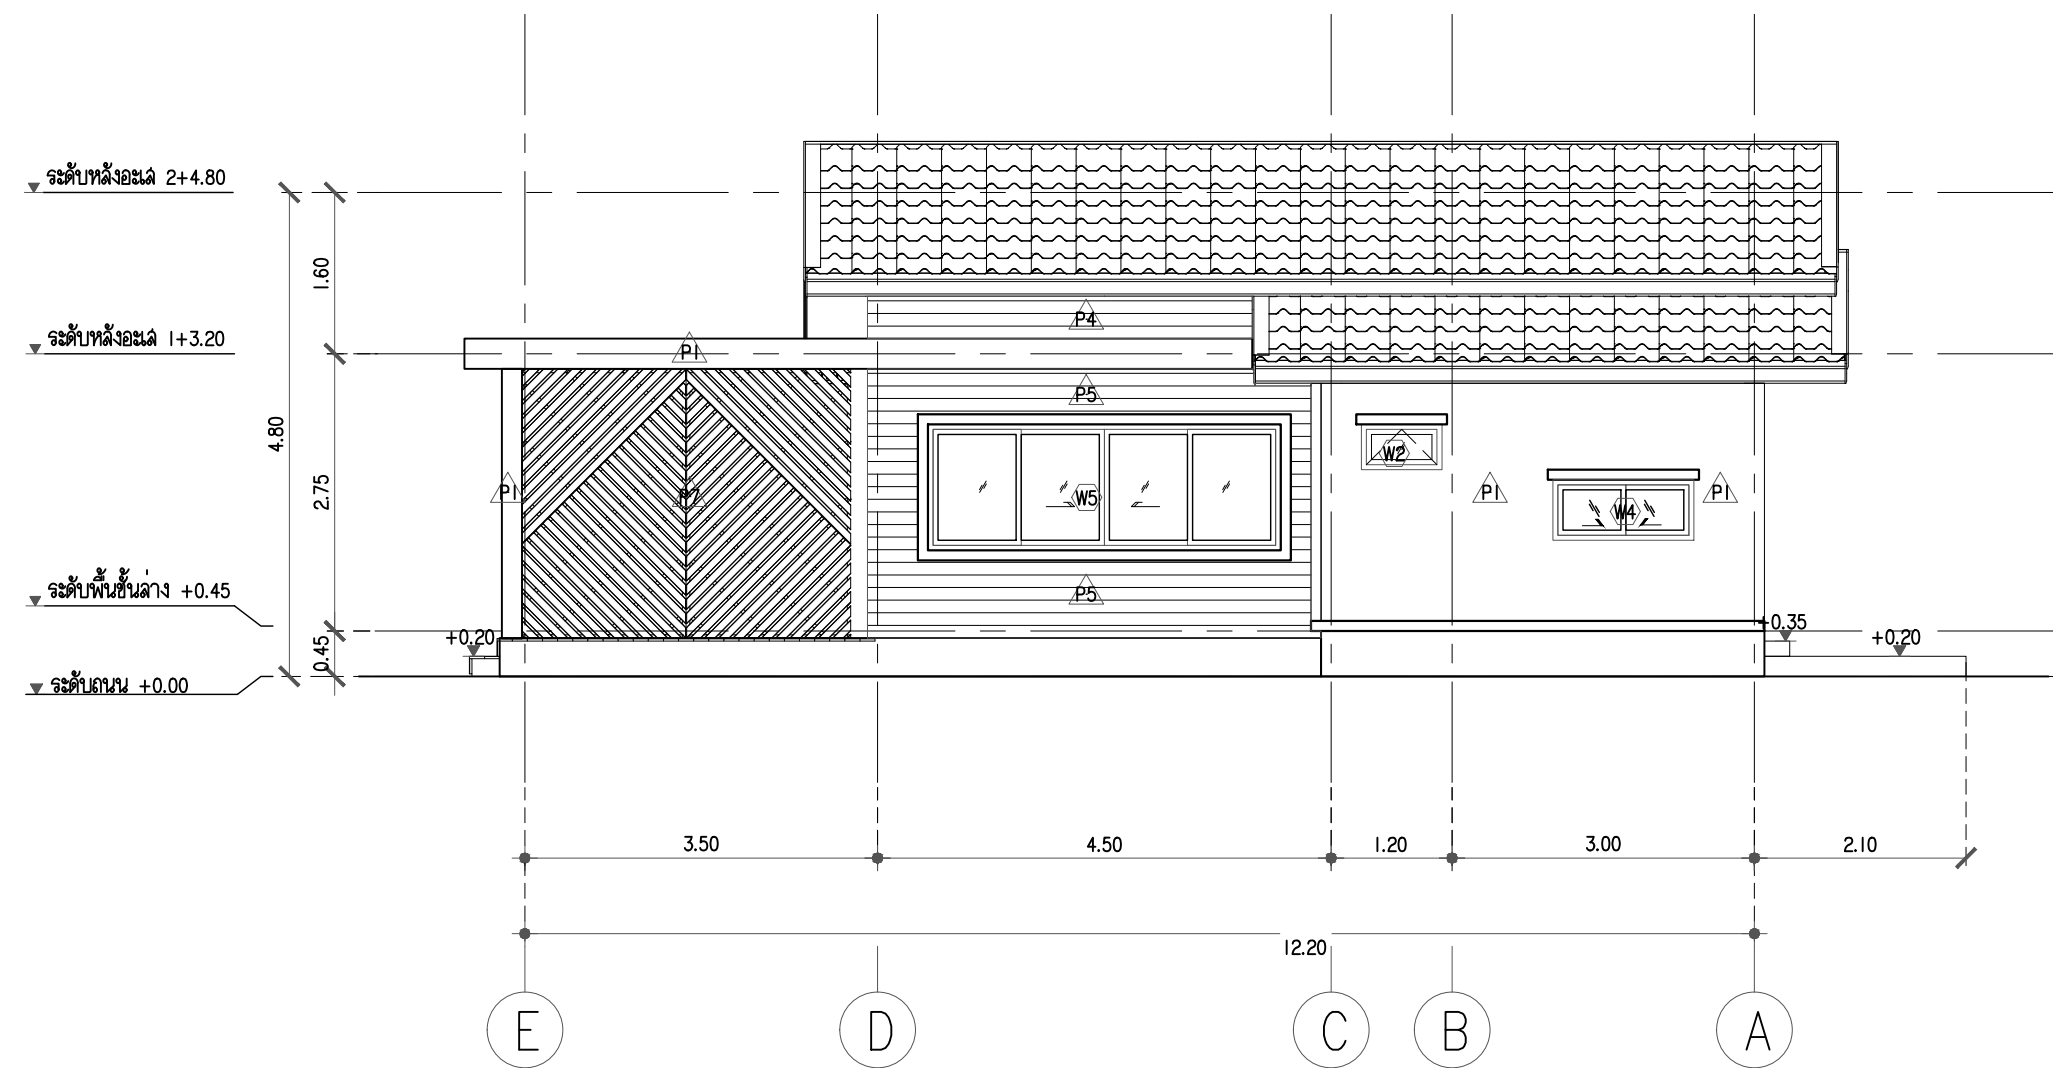 ระดับหลังอะเส 2+4.80
1.60
P4
ระดับหลังอะเส 1+3.20
P1
P5
4.80
W2
2.75
P1
P7
W5
P1
P1
W4
ระดับพื้นชั้นล่าง +0.45
P5
+0.20
+0.35
+0.20
0.45
ระดับถนน +0.00
3.50
4.50
1.20
3.00
2.10
12.20
E
D
C
B
A